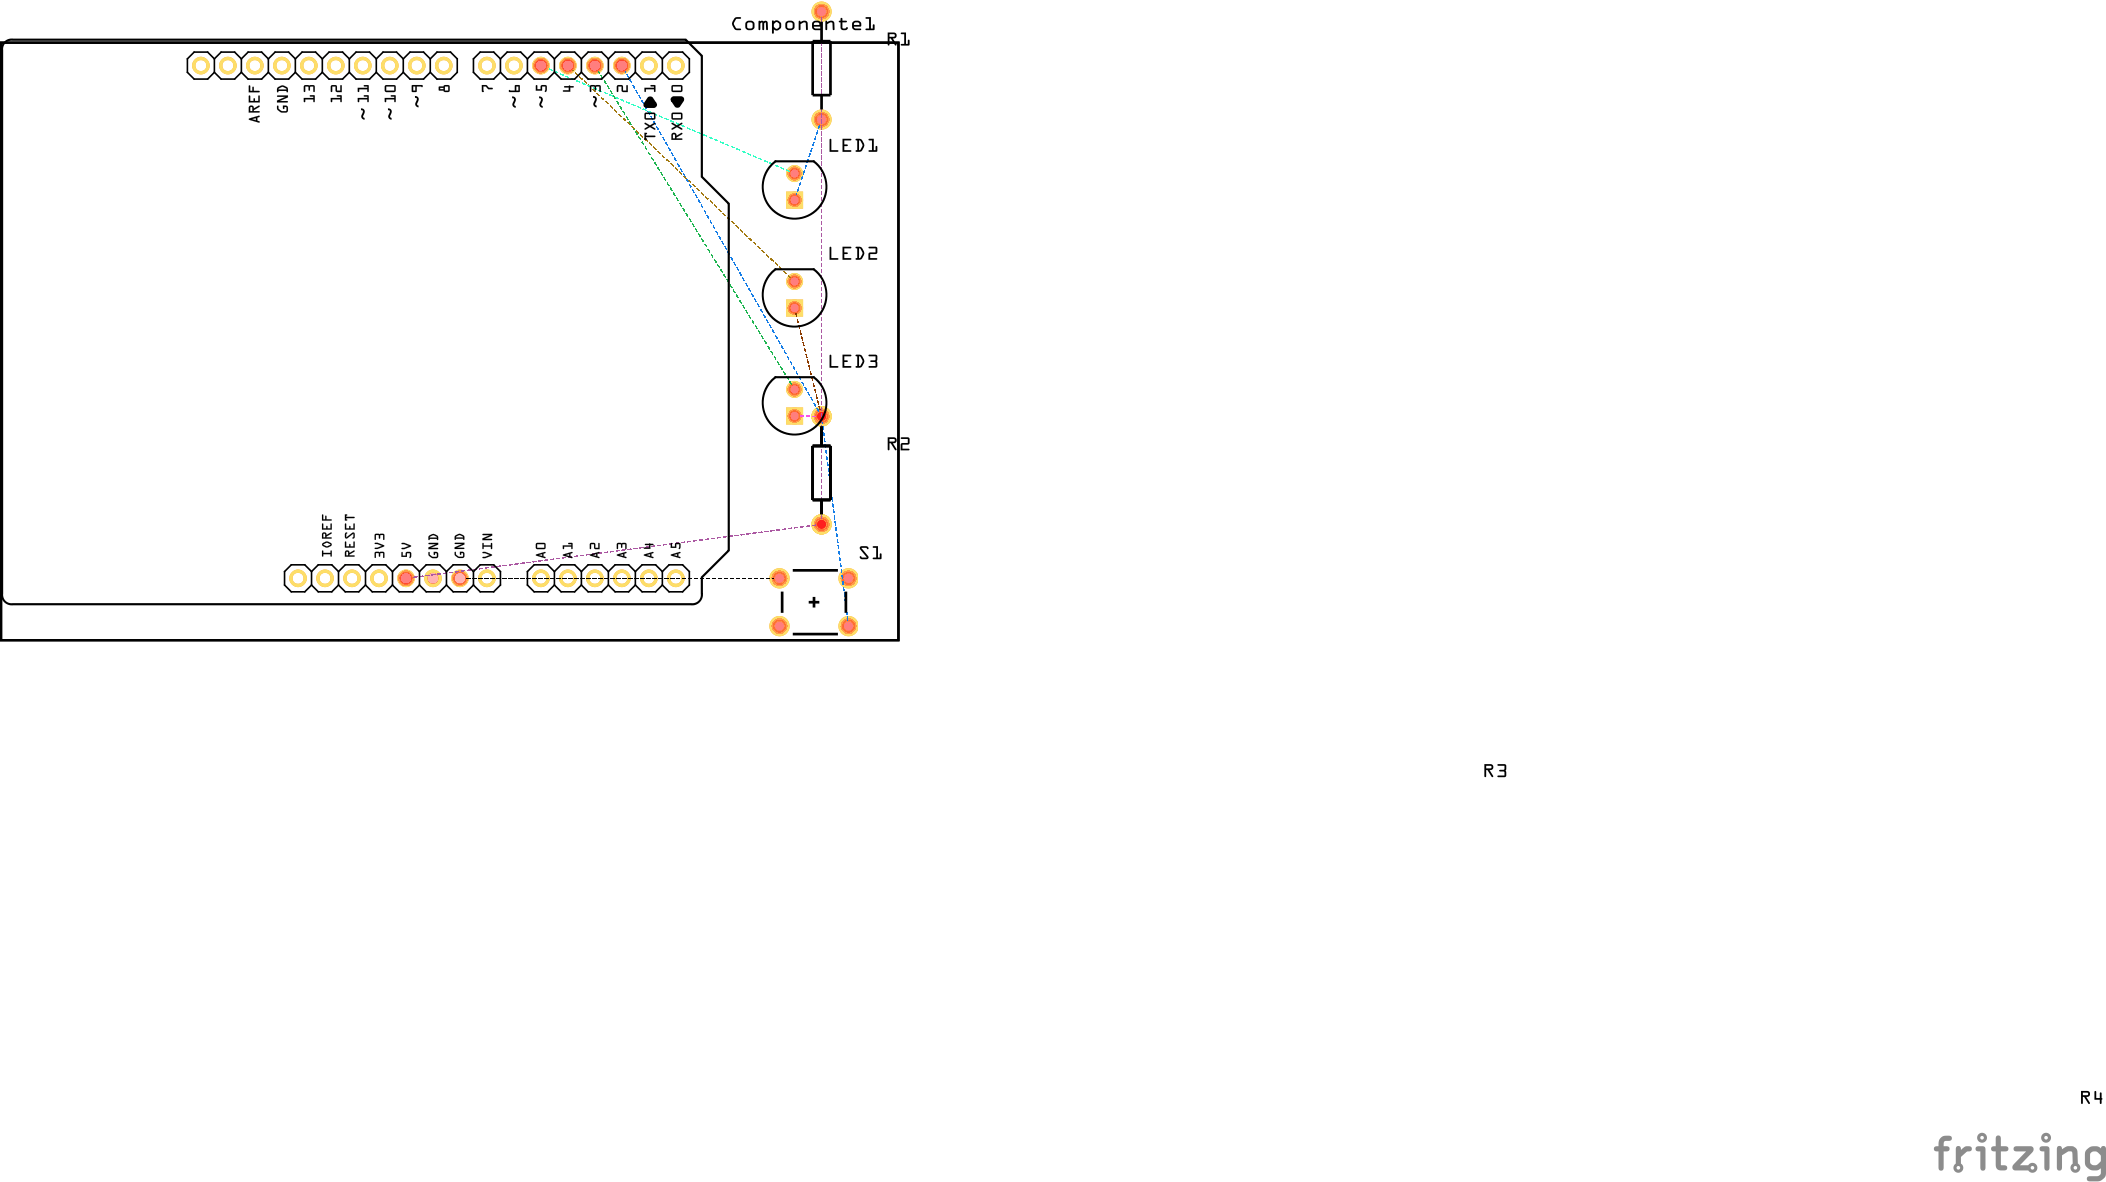 Componente1
R1
AREF
GND
13
12
~11
~10
~9
8
7
~6
~5
4
~3
2
TX0 1
RX0 0
LED1
LED2
LED3
R2
IOREF
RESET
3V3
5V
GND
GND
VIN
A0
A1
A2
A3
A4
A5
S1
+
R3
R4
fritzing